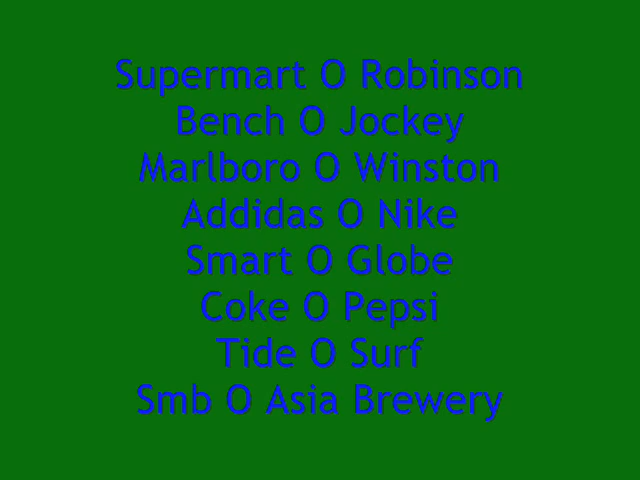 Supermart O Robinson
Bench O Jockey
Marlboro O Winston
Addidas O Nike
Smart O Globe
Coke O Pepsi
Tide O Surf
Smb O Asia Brewery